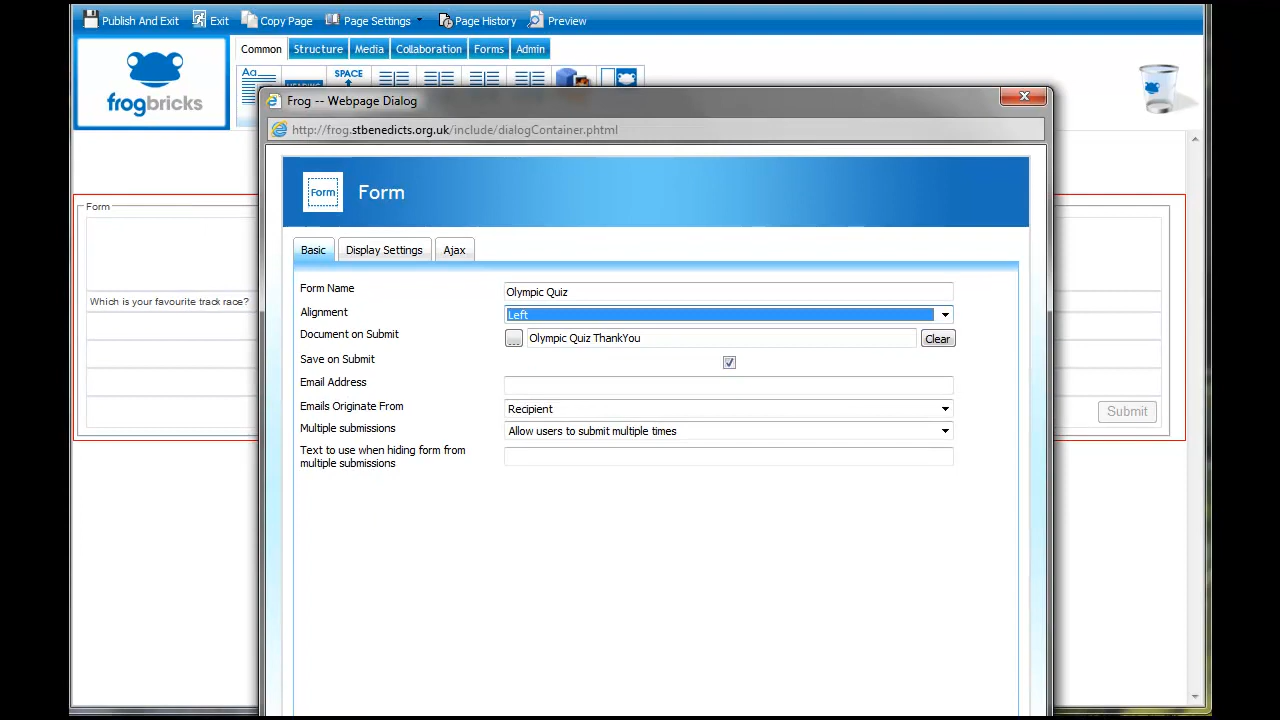 Publish And Exit Exit Copy Page Page Settings Page History Preview
frogbricks
Common Structure Media Collaboration Forms Admin
Aa
SPACE
Frog -- Webpage Dialog
http://frog.stbenedicts.org.uk/include/dialogContainer.phtml
Form Form
Basic Display Settings Ajax
Form
Form Name Olympic Quiz
Which is your favourite track race?
Alignment Left
Document on Submit ... Olympic Quiz ThankYou Clear
Save on Submit
Email Address
Emails Originate From Recipient
Multiple submissions Allow users to submit multiple times
Text to use when hiding form from
multiple submissions
Submit